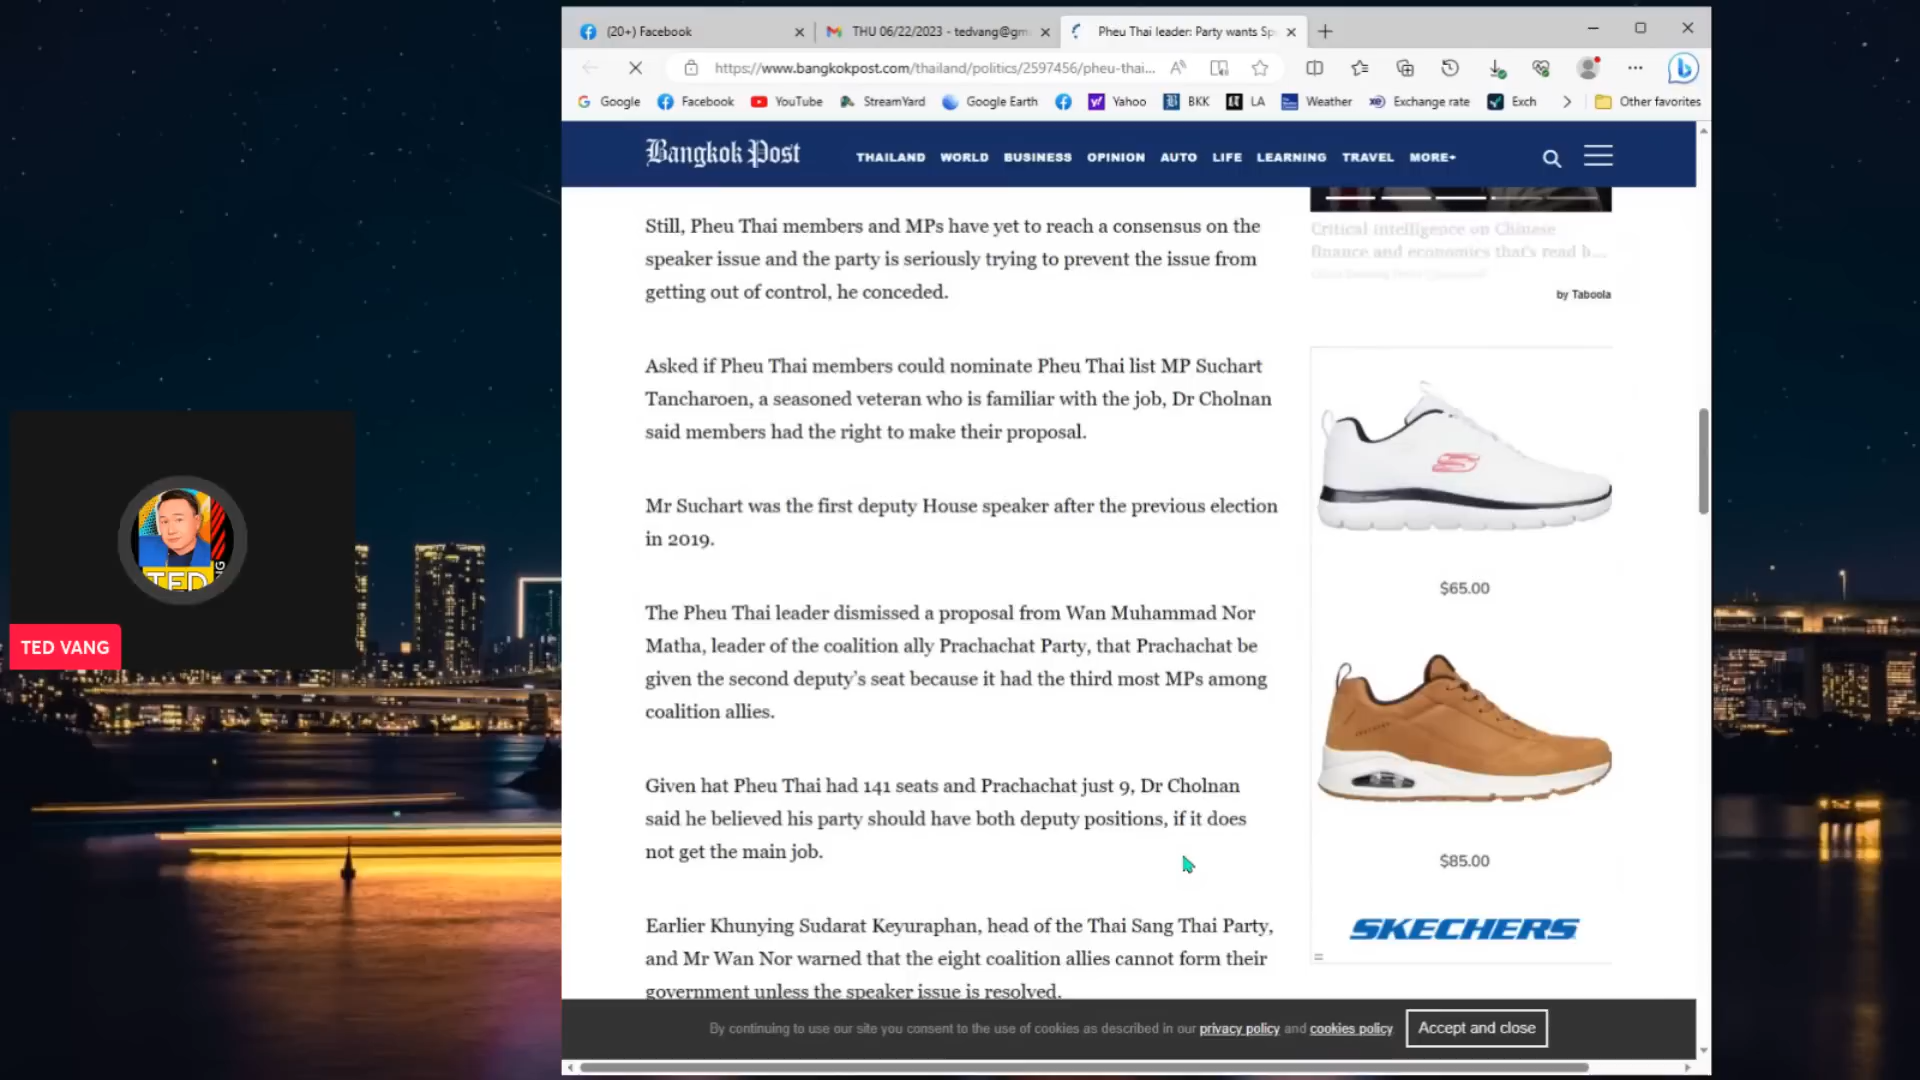 (20+) Facebook
THU 06/22/2023 - tedvang@gm
Pheu Thai leader: Party wants Sp
https://www.bangkokpost.com/thailand/politics/2597456/pheu-thai...
Google
Facebook
YouTube
StreamYard
Google Earth
Yahoo
BKK
LA
Weather
Exchange rate
Exch
Other favorites
Bangkok Post
THAILAND WORLD BUSINESS OPINION AUTO LIFE LEARNING TRAVEL MORE+
Still, Pheu Thai members and MPs have yet to reach a consensus on the
speaker issue and the party is seriously trying to prevent the issue from
getting out of control, he conceded.
Asked if Pheu Thai members could nominate Pheu Thai list MP Suchart
Tancharoen, a seasoned veteran who is familiar with the job, Dr Cholnan
said members had the right to make their proposal.
Mr Suchart was the first deputy House speaker after the previous election
in 2019.
The Pheu Thai leader dismissed a proposal from Wan Muhammad Nor
Matha, leader of the coalition ally Prachachat Party, that Prachachat be
given the second deputy's seat because it had the third most MPs among
coalition allies.
Given hat Pheu Thai had 141 seats and Prachachat just 9, Dr Cholnan
said he believed his party should have both deputy positions, if it does
not get the main job.
Earlier Khunying Sudarat Keyuraphan, head of the Thai Sang Thai Party,
and Mr Wan Nor warned that the eight coalition allies cannot form their
government unless the speaker issue is resolved.
Critical intelligence on Chinese
finance and economics that's read b...
by Taboola
$65.00
$85.00
SKECHERS
By continuing to use our site you consent to the use of cookies as described in our privacy policy and cookies policy
Accept and close
TED
NG
TED VANG